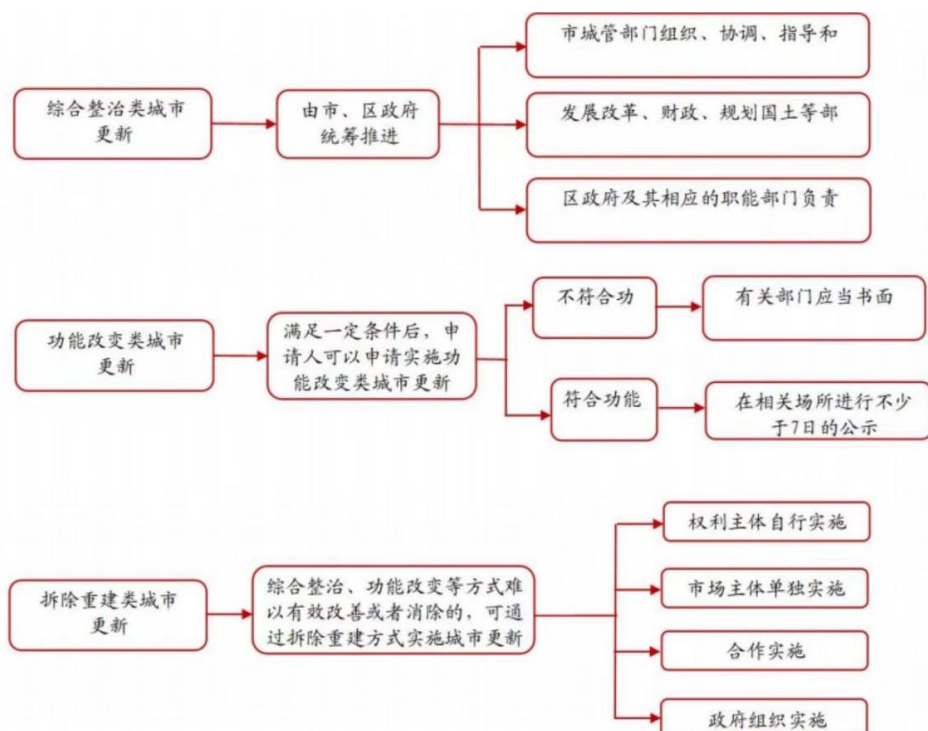 市城管部门组织、协调、指导和
综合整治类城市
更新
由市、区政府
统筹推进
发展改革、财政、规划国土等部
区政府及其相应的职能部门负责
功能改变类城市
更新
满足一定条件后，申
请人可以申请实施功
能改变类城市更新
不符合功
有关部门应当书面
符合功能
在相关场所进行不少
于7日的公示
拆除重建类城市
更新
综合整治、功能改变等方式难
以有效改善或者消除的，可通
过拆除重建方式实施城市更新
权利主体自行实施
市场主体单独实施
合作实施
政府组织实施